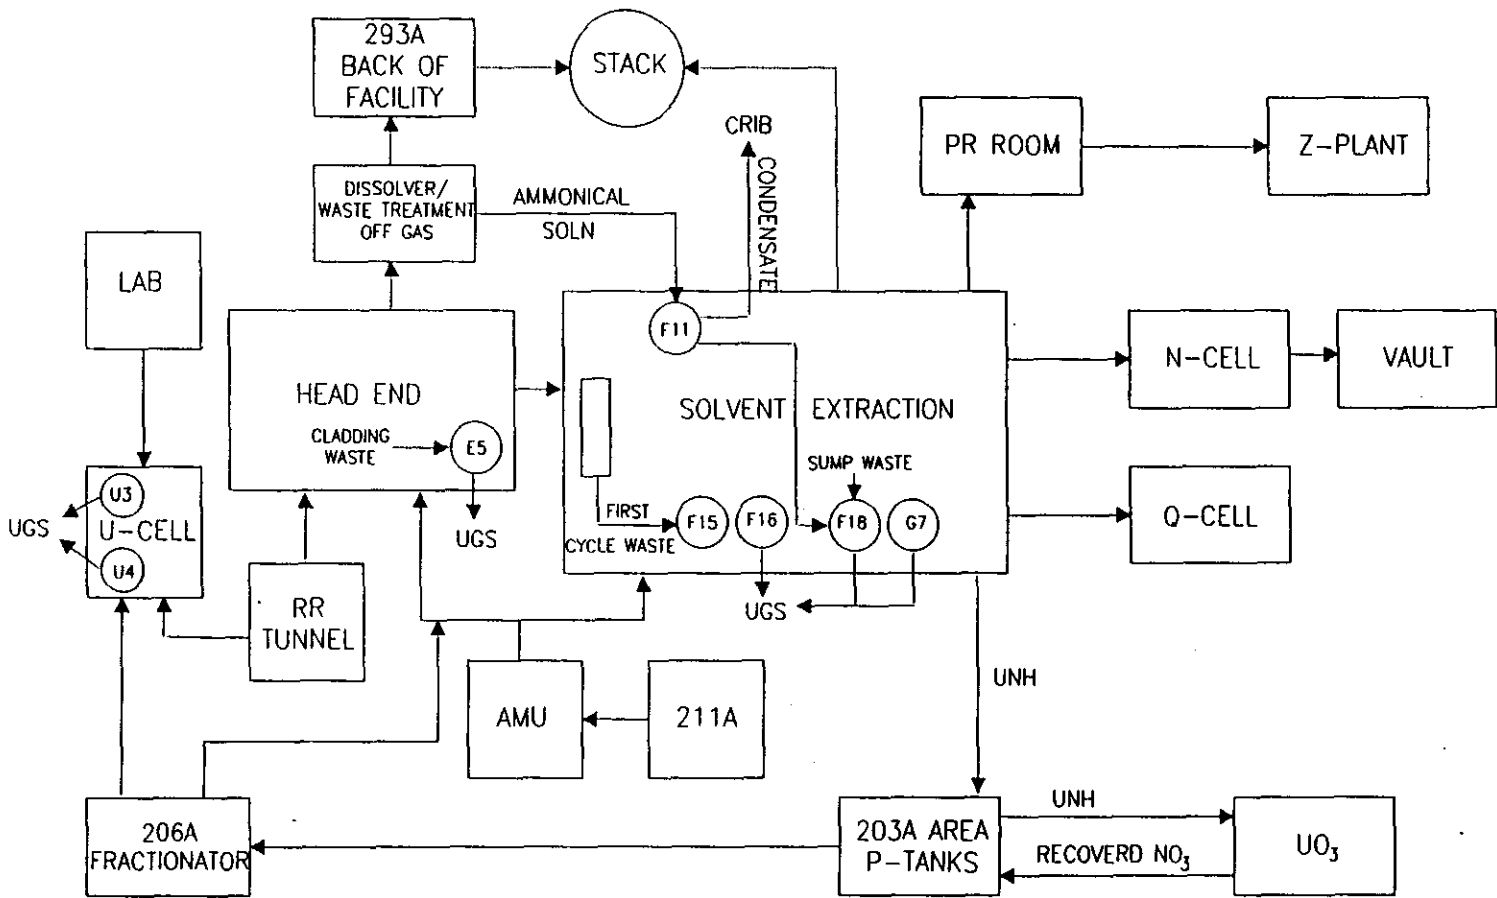 293A
BACK OF
FACILITY
STACK
CRIB
CONDENSATE
PR ROOM
Z-PLANT
DISSOLVER/
WASTE TREATMENT
OFF GAS
AMMONICAL
SOLN
LAB
F11
HEAD END
CLADDING
WASTE
E5
UGS
SOLVENT EXTRACTION
SUMP WASTE
FIRST
CYCLE WASTE
F15
F16
F18
G7
UGS
N-CELL
VAULT
Q-CELL
U3
UGS
U-CELL
U4
RR
TUNNEL
AMU
211A
UNH
206A
FRACTIONATOR
203A AREA
P-TANKS
UNH
RECOVERD NO₃
UO₃